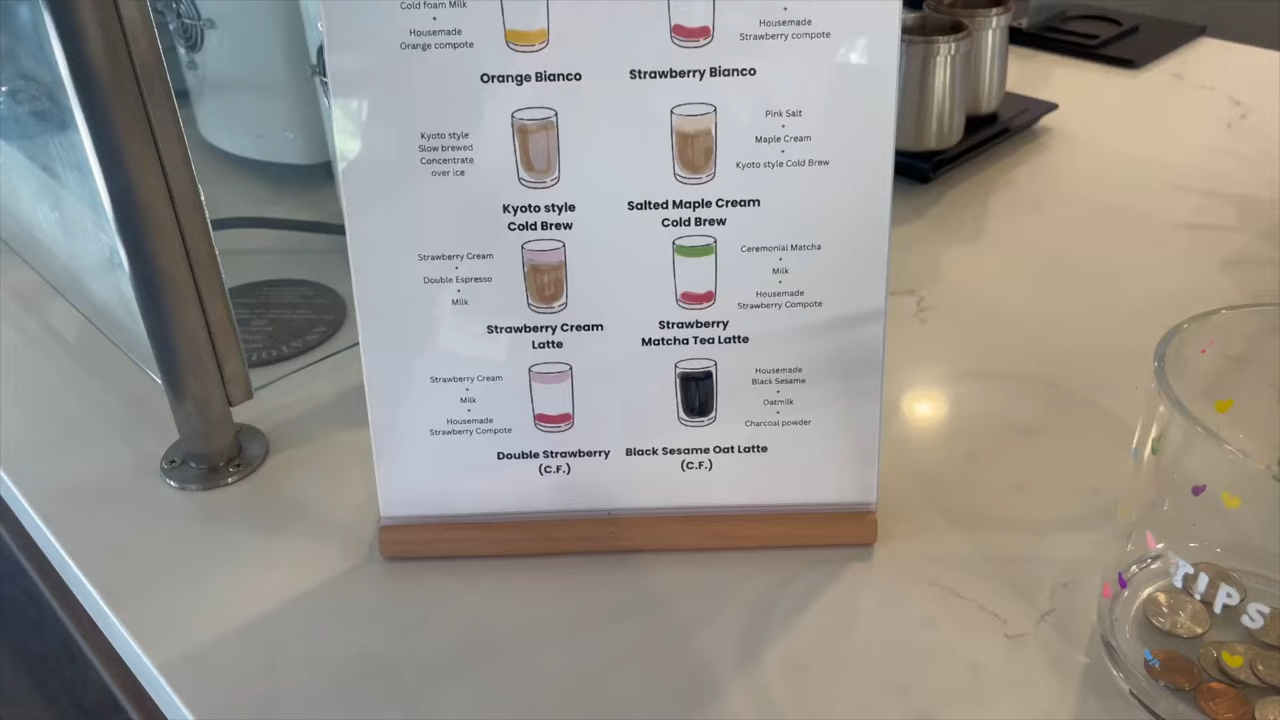 Cold foam Milk
+
Housemade
Orange compote
Orange Bianco
+
Housemade
Strawberry compote
Strawberry Bianco
Kyoto style
Slow brewed
Concentrate
over ice
Kyoto style
Cold Brew
Pink Salt
+
Maple Cream
+
Kyoto style Cold Brew
Salted Maple Cream
Cold Brew
Strawberry Cream
+
Double Espresso
+
Milk
Strawberry Cream
Latte
Ceremonial Matcha
+
Milk
+
Housemade
Strawberry Compote
Strawberry
Matcha Tea Latte
Strawberry Cream
+
Milk
+
Housemade
Strawberry Compote
Double Strawberry
(C.F.)
Housemade
Black Sesame
+
Oatmilk
+
Charcoal powder
Black Sesame Oat Latte
(C.F.)
TIPS